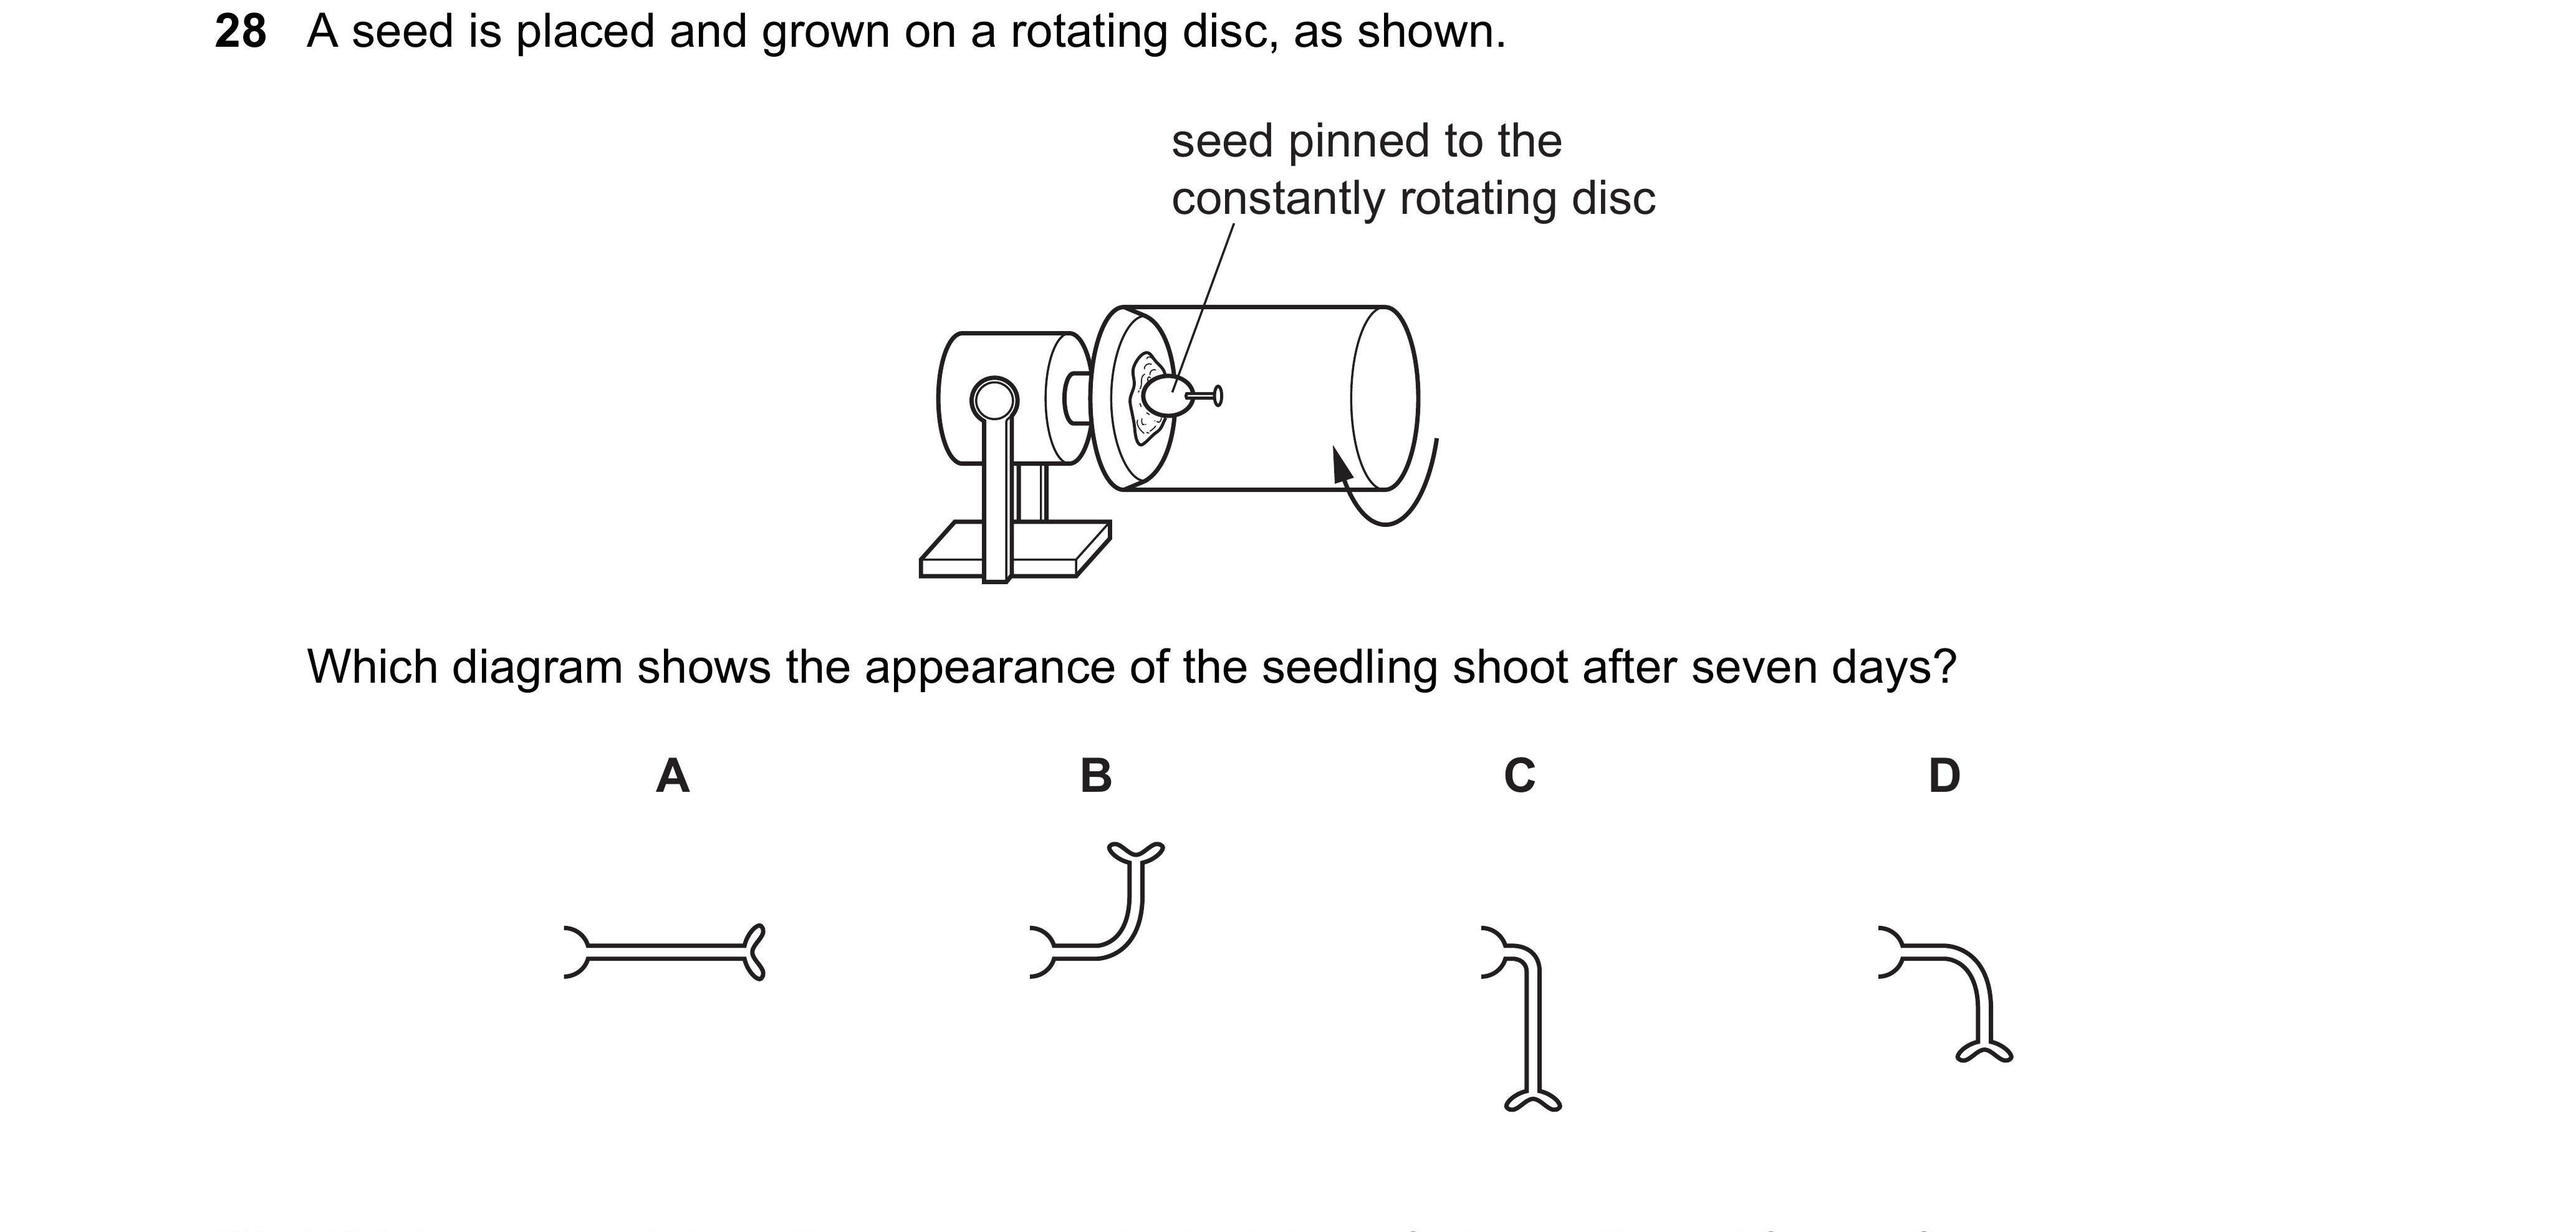 28 A seed is placed and grown on a rotating disc, as shown.
seed pinned to the
constantly rotating disc
Which diagram shows the appearance of the seedling shoot after seven days?
A B C D